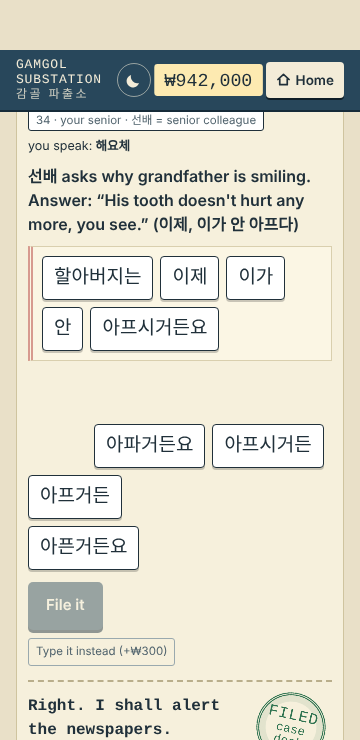 GAMGOL
SUBSTATION
감골 파출소
₩942,000
Home
34 · your senior · 선배 = senior colleague
you speak: 해요체
선배 asks why grandfather is smiling.
Answer: “His tooth doesn't hurt any
more, you see.” (이제, 이가 안 아프다)
할아버지는 이제 이가
안 아프시거든요
아파거든요 아프시거든
아프거든
아픈거든요
File it
Type it instead (+₩300)
Right. I shall alert
the newspapers.
FILED
case